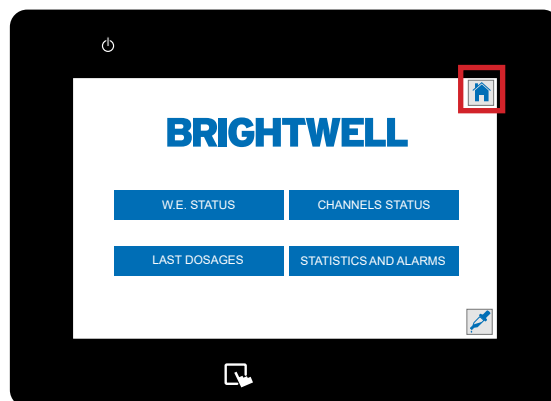 BRIGHTWELL
W.E. STATUS
CHANNELS STATUS
LAST DOSAGES
STATISTICS AND ALARMS